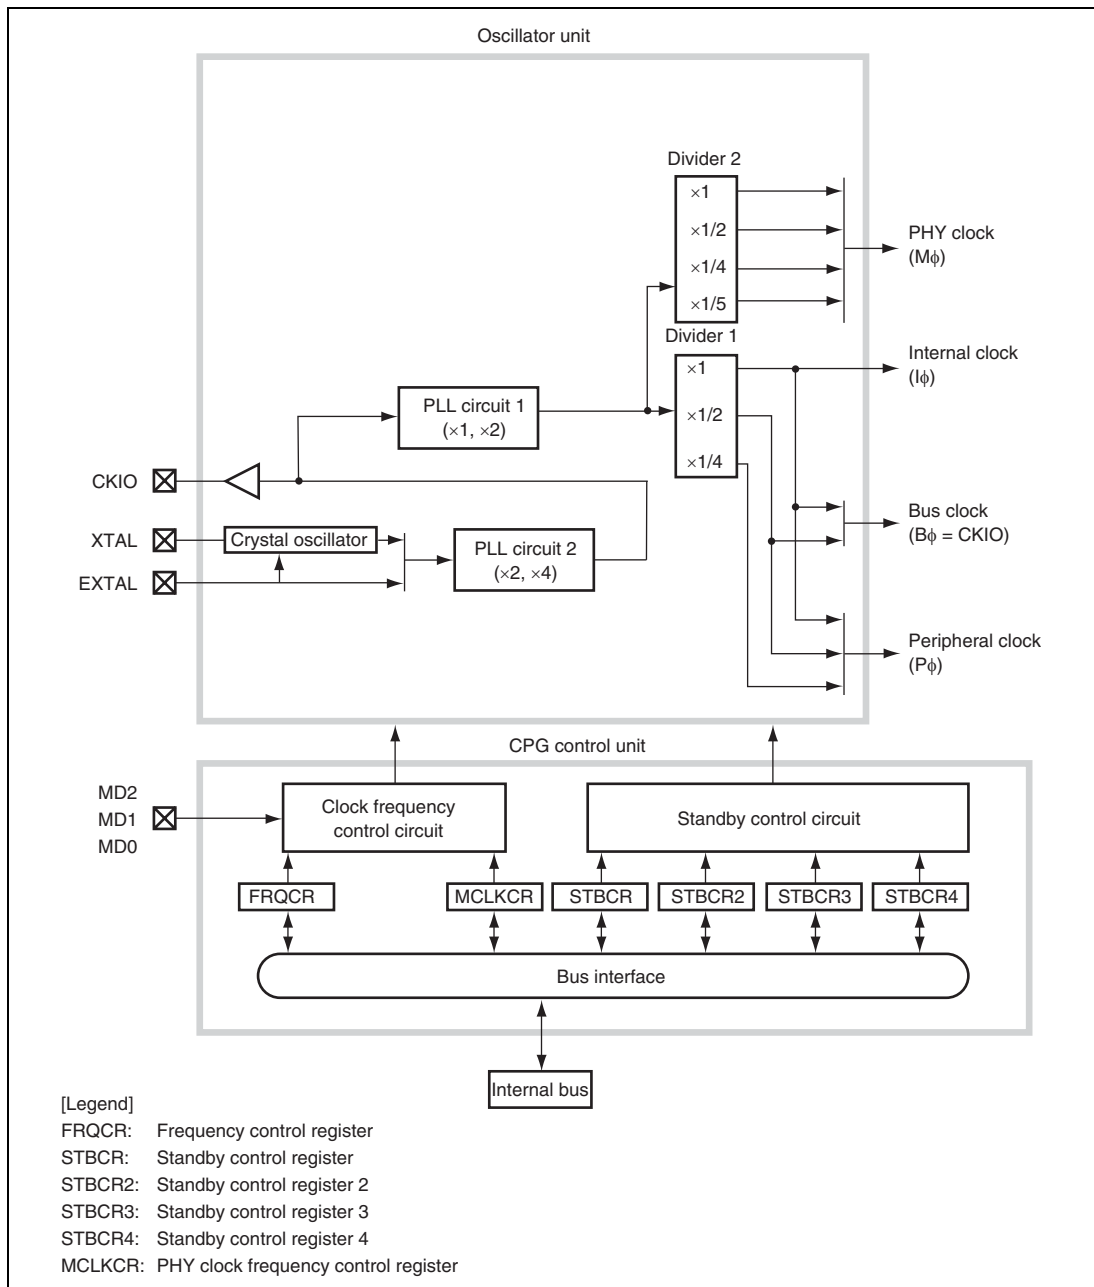 Oscillator unit
Divider 2
×1
×1/2
×1/4
×1/5
PHY clock
(Mϕ)
Divider 1
×1
×1/2
×1/4
Internal clock
(Iϕ)
PLL circuit 1
(×1, ×2)
CKIO
XTAL
Crystal oscillator
EXTAL
PLL circuit 2
(×2, ×4)
Bus clock
(Bϕ = CKIO)
Peripheral clock
(Pϕ)
CPG control unit
MD2
MD1
MD0
Clock frequency
control circuit
Standby control circuit
FRQCR
MCLKCR
STBCR
STBCR2
STBCR3
STBCR4
Bus interface
Internal bus
[Legend]
FRQCR: Frequency control register
STBCR: Standby control register
STBCR2: Standby control register 2
STBCR3: Standby control register 3
STBCR4: Standby control register 4
MCLKCR: PHY clock frequency control register